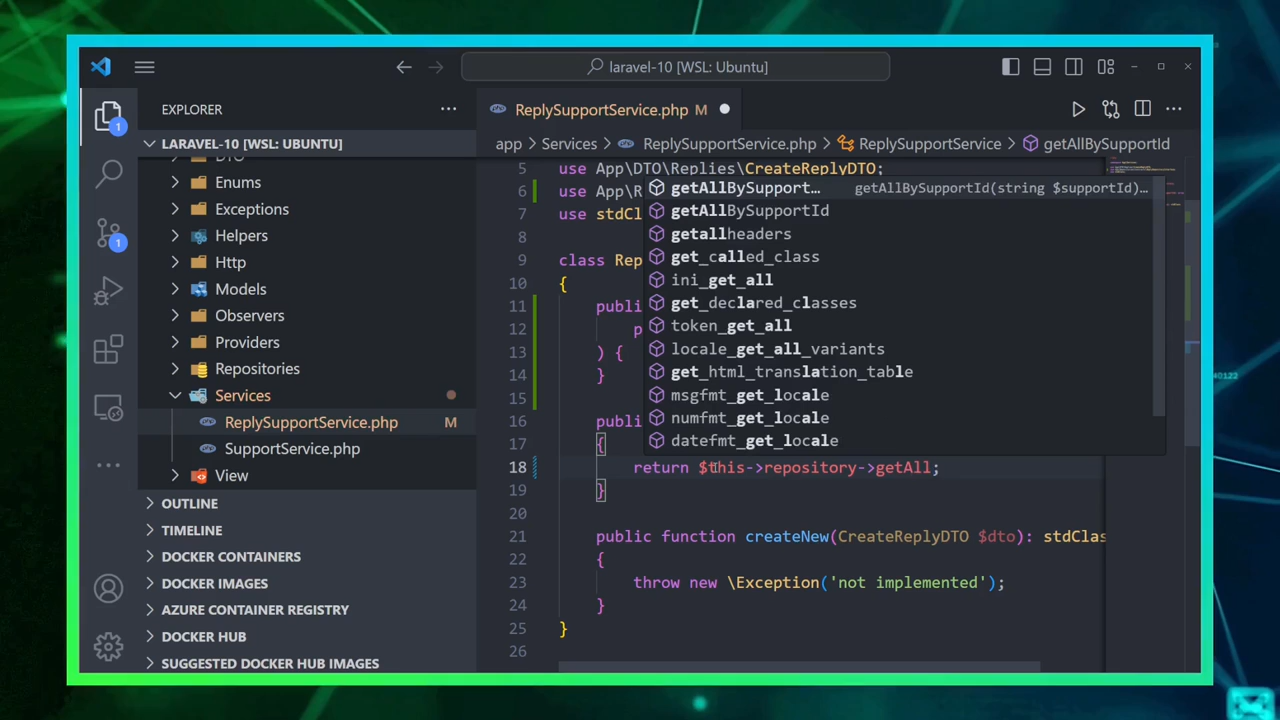 laravel-10 [WSL: Ubuntu]
EXPLORER
ReplySupportService.php M
1
LARAVEL-10 [WSL: UBUNTU]
app Services ReplySupportService.php ReplySupportService getAllBySupportId
DTO
Enums
Exceptions
Helpers
1
Http
Models
Observers
Providers
Repositories
Services
ReplySupportService.php M
SupportService.php
View
OUTLINE
TIMELINE
DOCKER CONTAINERS
DOCKER IMAGES
AZURE CONTAINER REGISTRY
DOCKER HUB
SUGGESTED DOCKER HUB IMAGES
5 use App\DTO\Replies\CreateReplyDTO;
6 use App\R
7 use stdCl
8
9 class Rep
10 {
11 publi
12 p
13 ) {
14 }
15
16 publi
17 {
18 return $this->repository->getAll;
19 }
20
21 public function createNew(CreateReplyDTO $dto): stdClas
22 {
23 throw new \Exception('not implemented');
24 }
25 }
26
getAllBySupport… getAllBySupportId(string $supportId)…
getAllBySupportId
getallheaders
get_called_class
ini_get_all
get_declared_classes
token_get_all
locale_get_all_variants
get_html_translation_table
msgfmt_get_locale
numfmt_get_locale
datefmt_get_locale